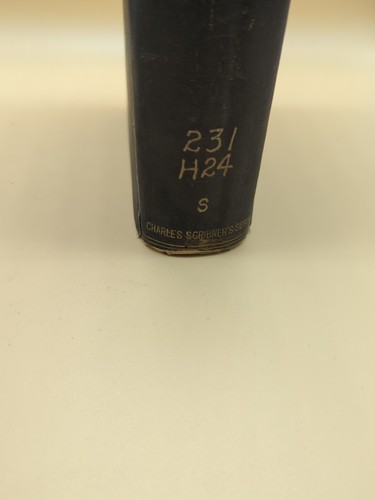 231
H24
S
CHARLES SCRIBNER'S SONS